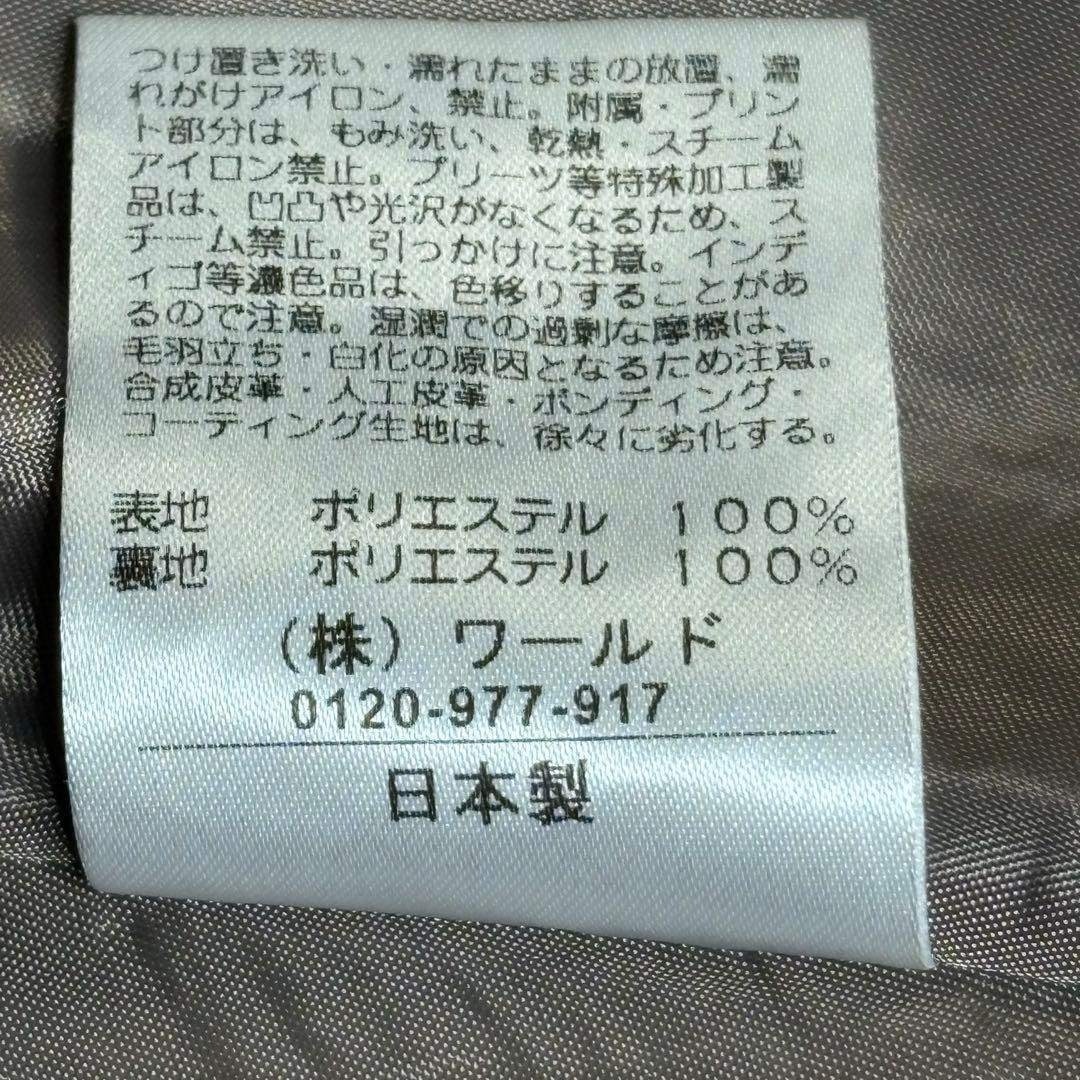 つけ置き洗い・濡れたままの放置、濡
れがけアイロン、禁止。附属・プリン
ト部分は、もみ洗い、乾熱・スチーム
アイロン禁止。プリーツ等特殊加工製
品は、凹凸や光沢がなくなるため、ス
チーム禁止。引っかけに注意。インデ
ィゴ等濃色品は、色移りすることがあ
るので注意。湿潤での過剰な摩擦は、
毛羽立ち・白化の原因となるため注意。
合成皮革・人工皮革・ボンディング・
コーティング生地は、徐々に劣化する。
表地 ポリエステル 100%
裏地 ポリエステル 100%
(株)ワールド
0120-977-917
日本製